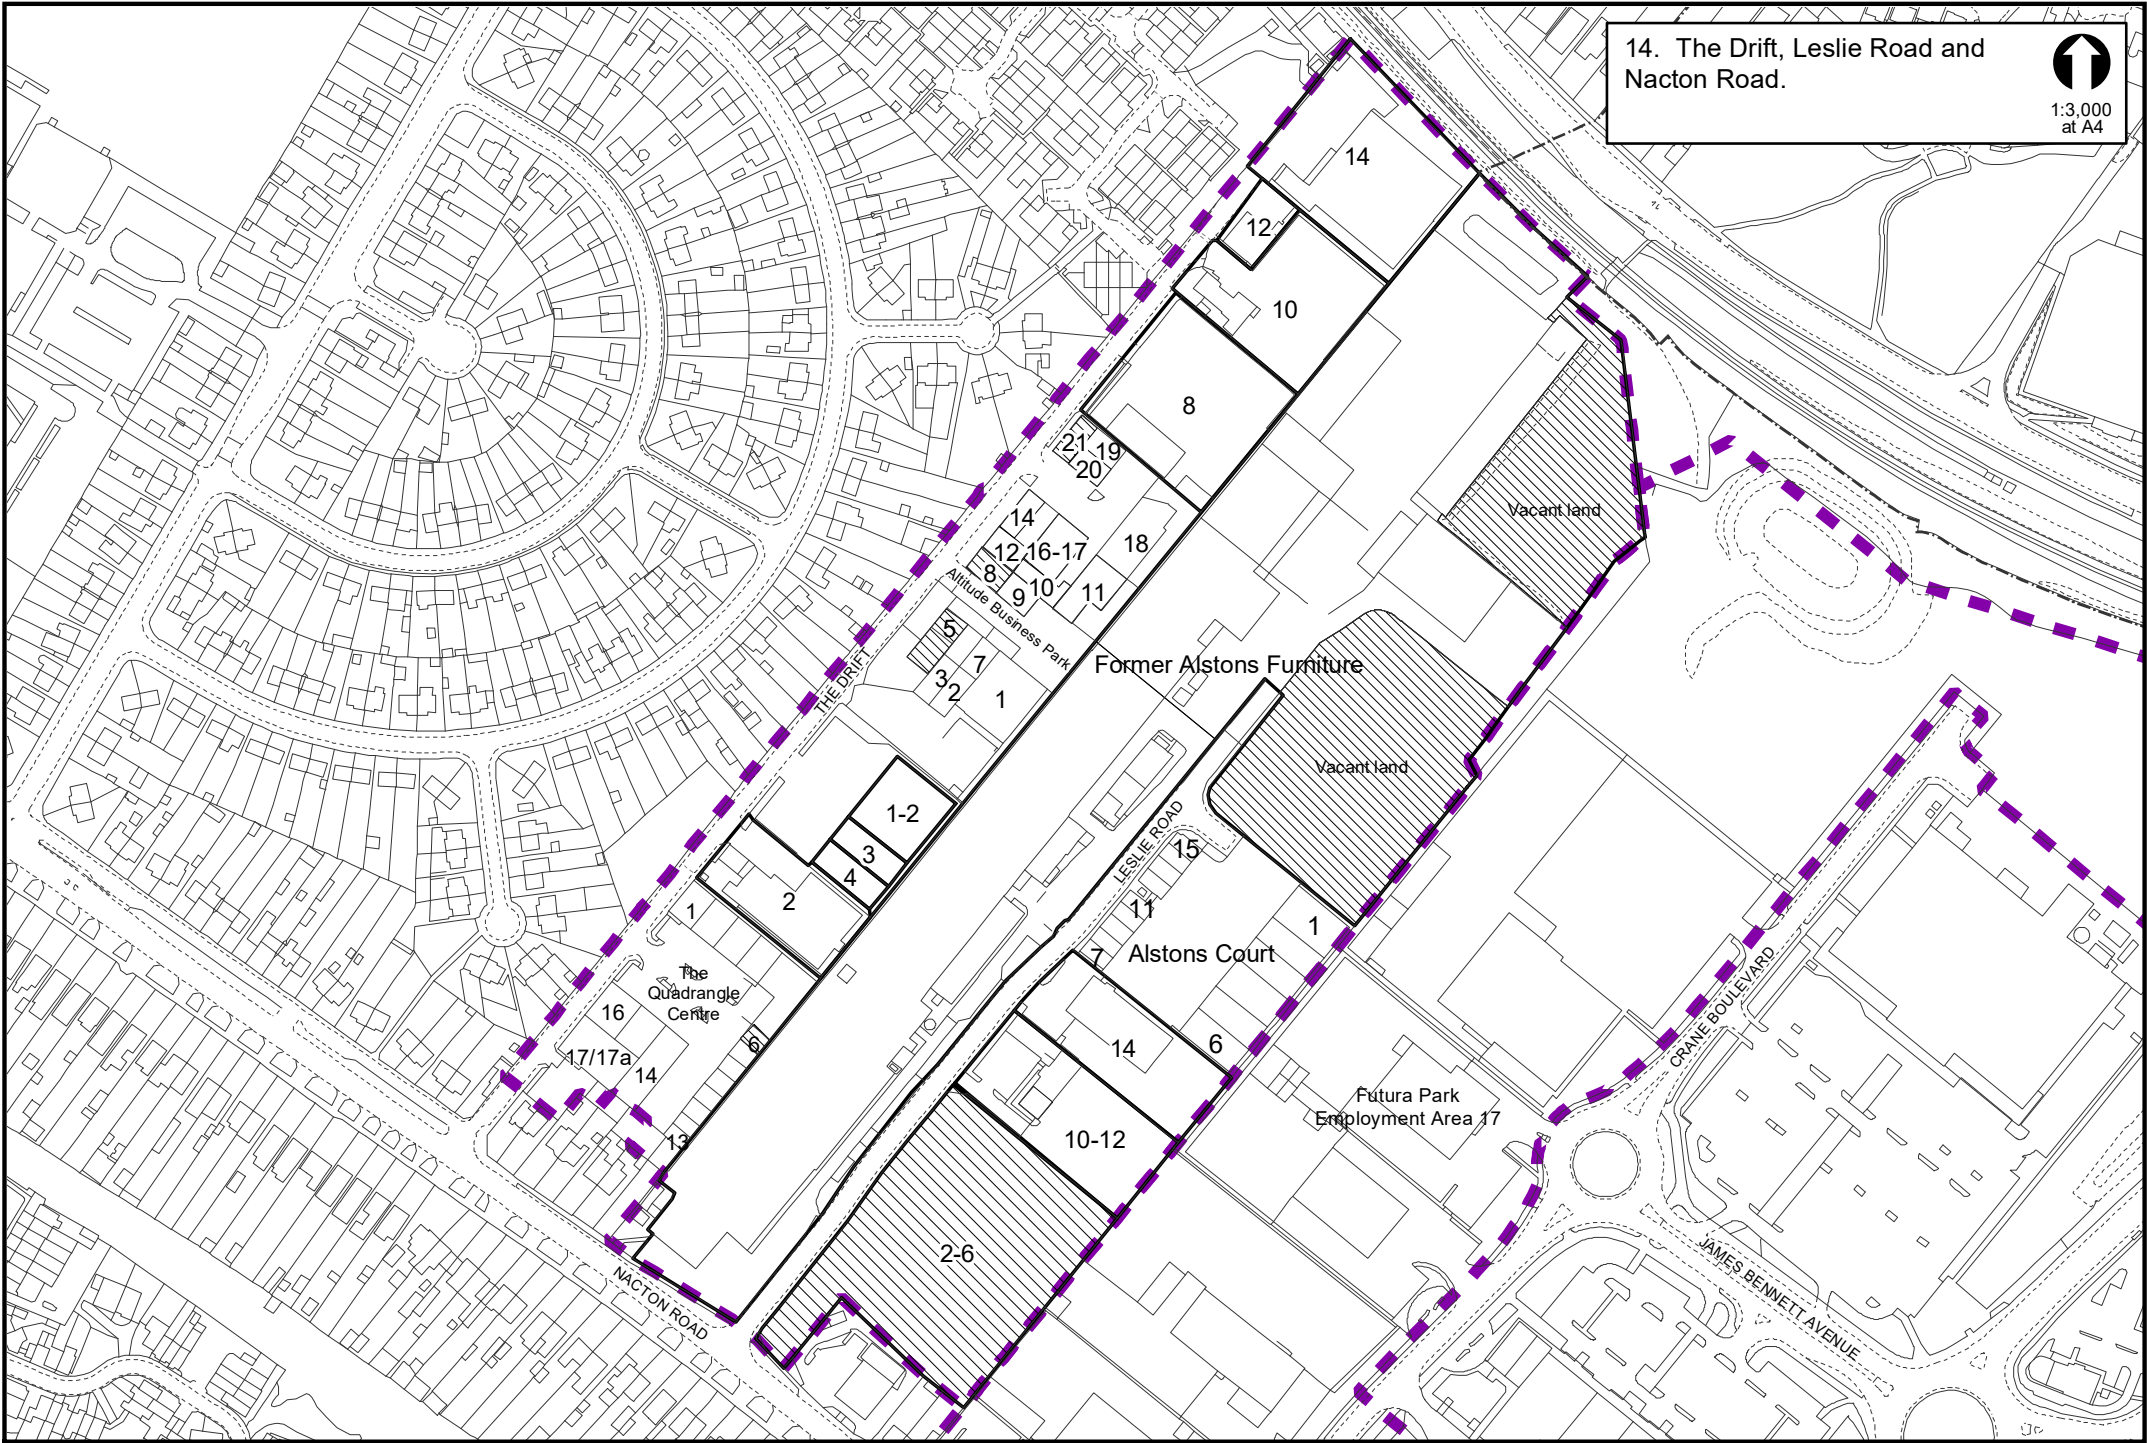 14. The Drift, Leslie Road and
Nacton Road.
1:3,000
at A4
14
12
10
8
21
19
20
14
12
16-17
18
8
10
9
11
Altitude Business Park
5
7
3
2
1
THE DRIFT
Former Alstons Furniture
Vacant land
Vacant land
1-2
3
4
2
1
LESLIE ROAD
15
11
1
7
Alstons Court
The
Quadrangle
Centre
16
6
17/17a
14
14
6
13
10-12
Futura Park
Employment Area 17
CRANE BOULEVARD
2-6
NACTON ROAD
JAMES BENNETT AVENUE